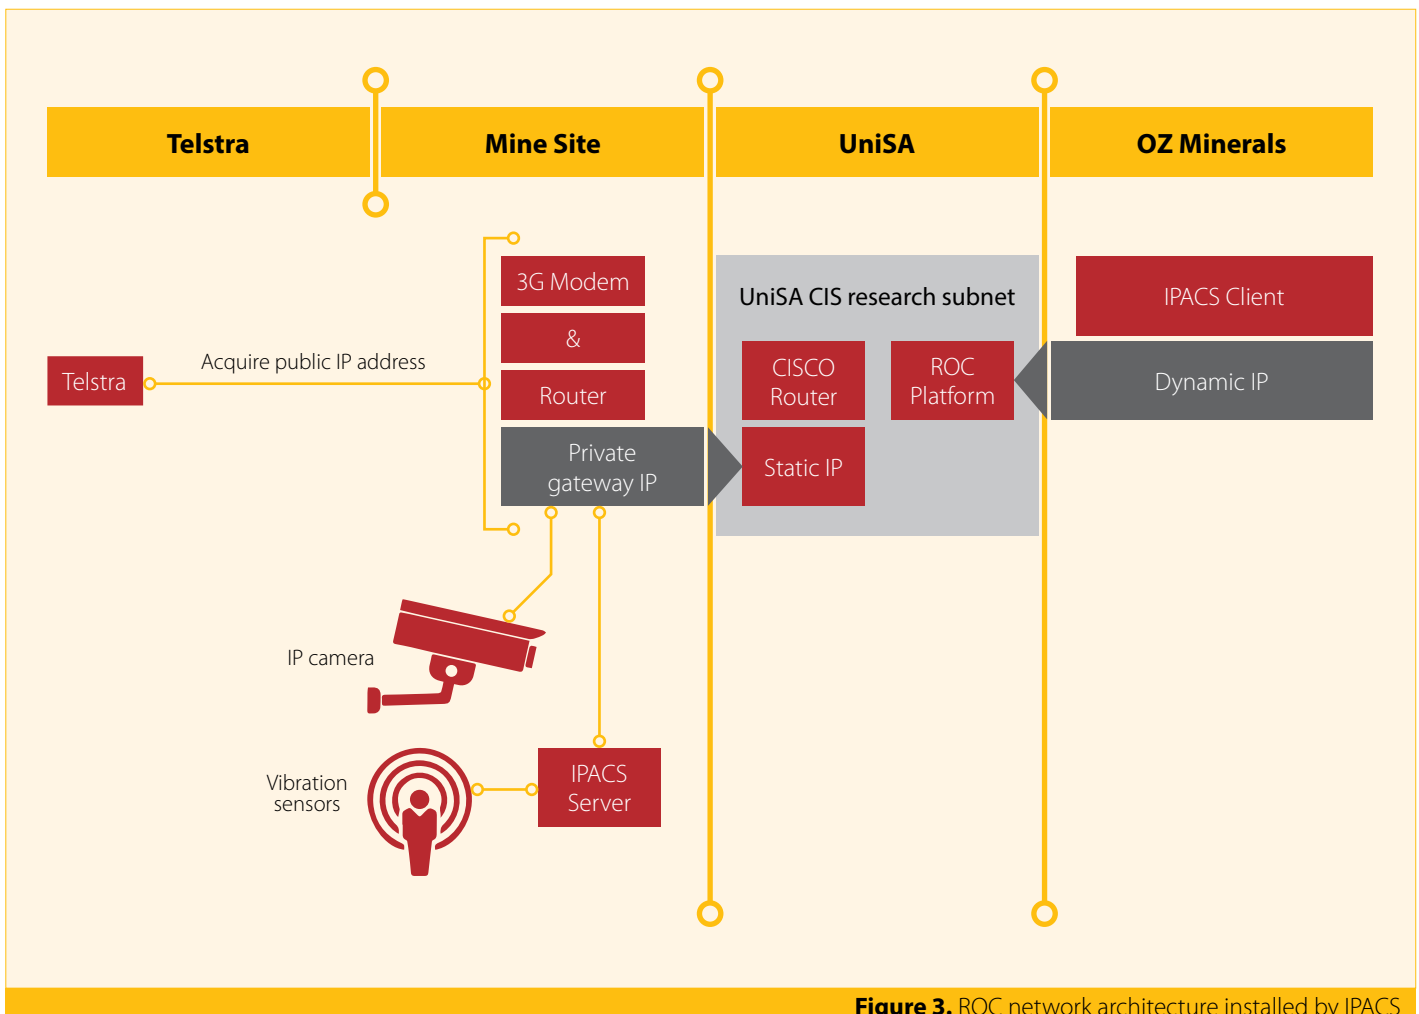 Telstra
Mine Site
UniSA
OZ Minerals
Telstra
Acquire public IP address
3G Modem
&
Router
Private
gateway IP
UniSA CIS research subnet
CISCO
Router
Static IP
ROC
Platform
IPACS Client
Dynamic IP
IP camera
Vibration
sensors
IPACS
Server
Figure 3. ROC network architecture installed by IPACS